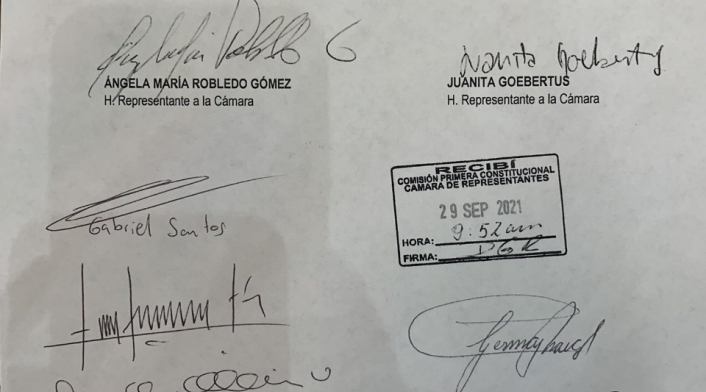 ÁNGELA MARÍA ROBLEDO GÓMEZ
H. Representante a la Cámara
Juanita Goebertus
JUANITA GOEBERTUS
H. Representante a la Cámara
Gabriel Santos
RECIBÍ
COMISIÓN PRIMERA CONSTITUCIONAL
CAMARA DE REPRESENTANTES
29 SEP 2021
HORA: 9:52 am
FIRMA: